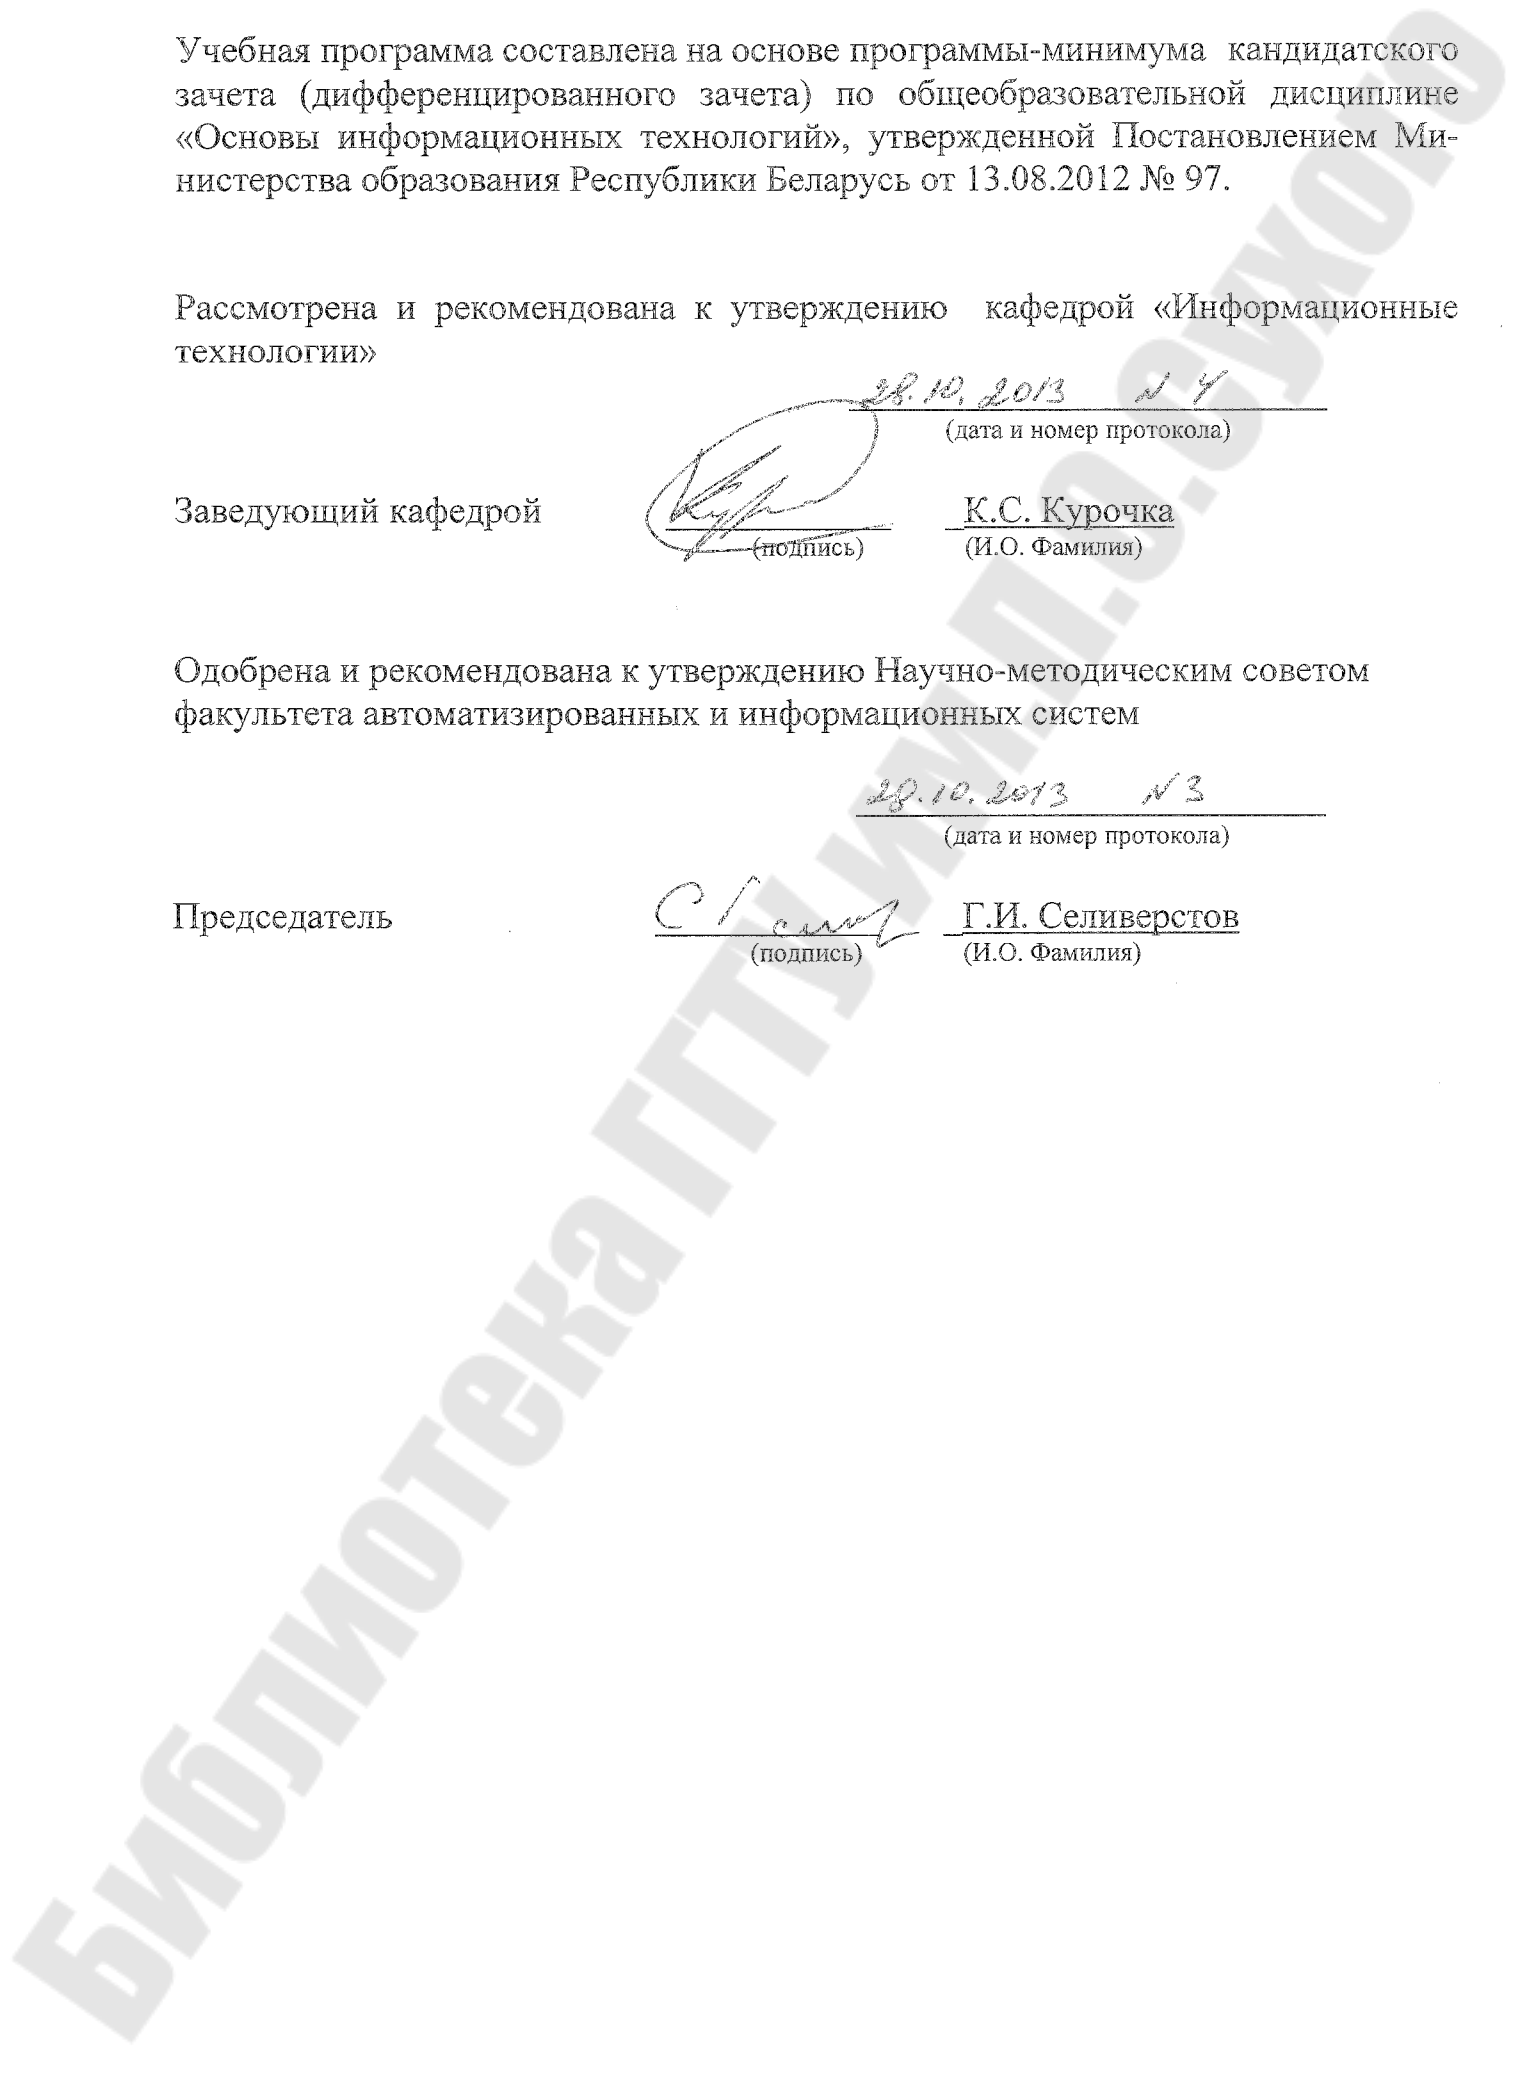 Учебная программа составлена на основе программы-минимума кандидатского
зачета (дифференцированного зачета) по общеобразовательной дисциплине
«Основы информационных технологий», утвержденной Постановлением Ми-
нистерства образования Республики Беларусь от 13.08.2012 № 97.
Рассмотрена и рекомендована к утверждению кафедрой «Информационные
технологии»
28.10.2013 N 4
(дата и номер протокола)
Заведующий кафедрой К.С. Курочка
(подпись) (И.О. Фамилия)
Одобрена и рекомендована к утверждению Научно-методическим советом
факультета автоматизированных и информационных систем
28.10.2013 N 3
(дата и номер протокола)
Председатель Г.И. Селиверстов
(подпись) (И.О. Фамилия)
Библиотека ГГТУ им.П.О.Сухого